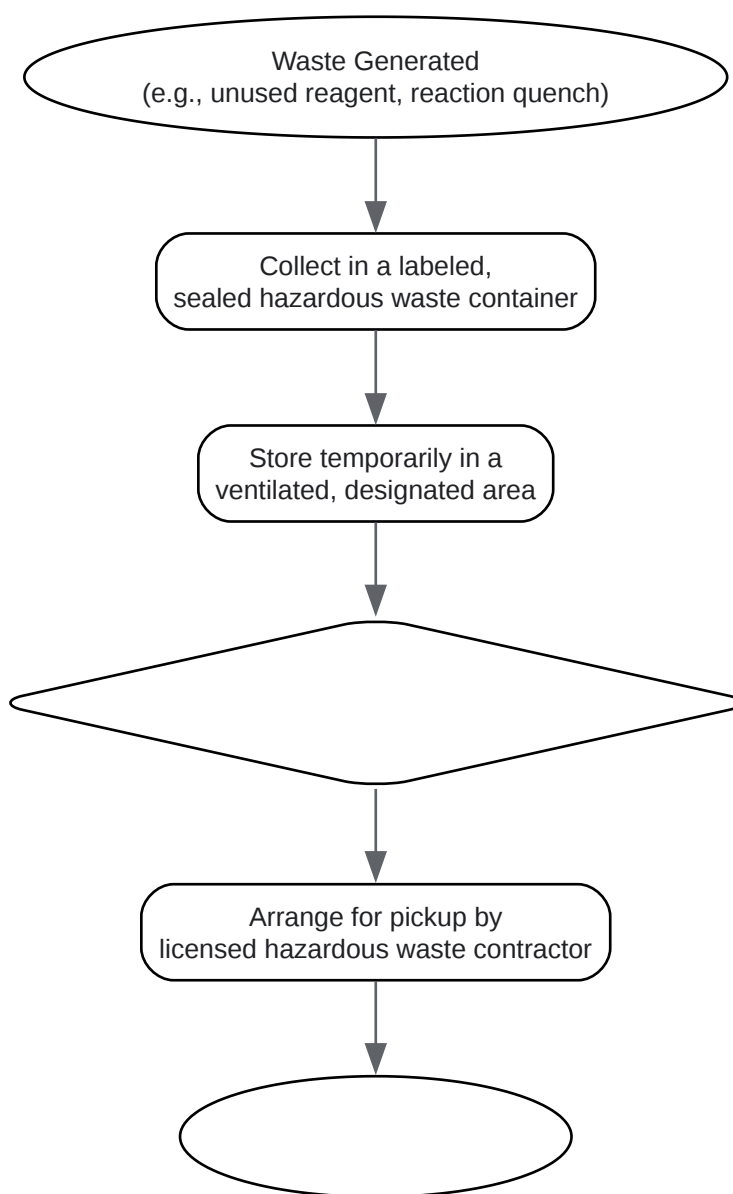 Waste Generated
(e.g., unused reagent, reaction quench)
Collect in a labeled,
sealed hazardous waste container
Store temporarily in a
ventilated, designated area
Arrange for pickup by
licensed hazardous waste contractor